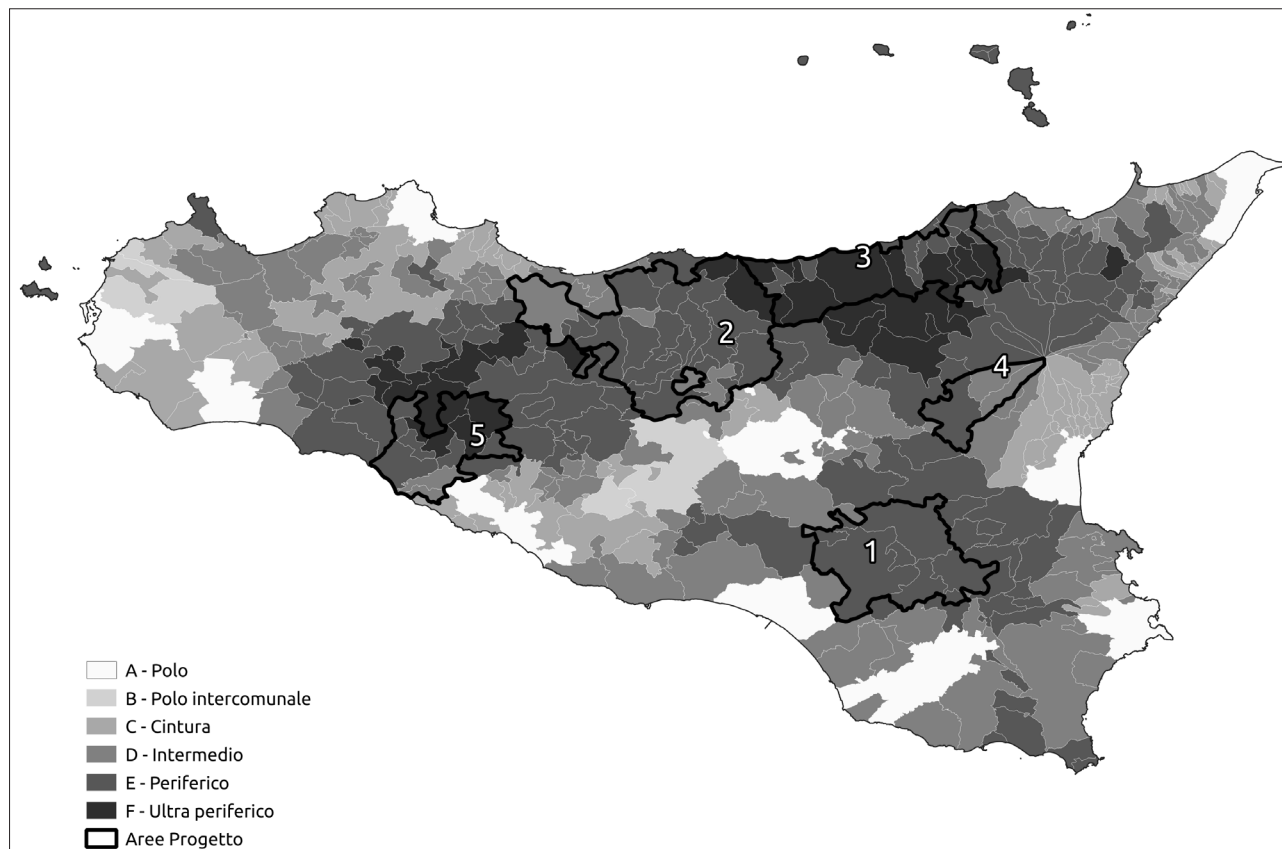 3
2
4
5
1
A - Polo
B - Polo intercomunale
C - Cintura
D - Intermedio
E - Periferico
F - Ultra periferico
Aree Progetto